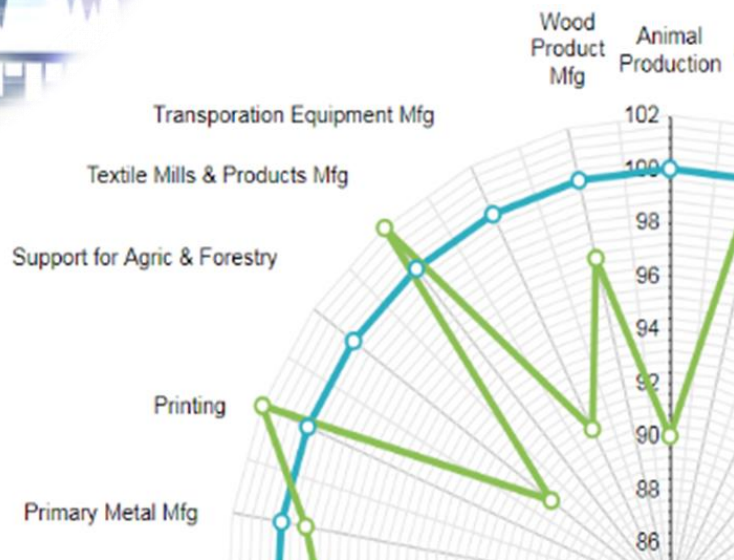 Wood
Product
Mfg
Animal
Production
Transporation Equipment Mfg
Textile Mills & Products Mfg
Support for Agric & Forestry
Printing
Primary Metal Mfg
102
100
98
96
94
92
90
88
86